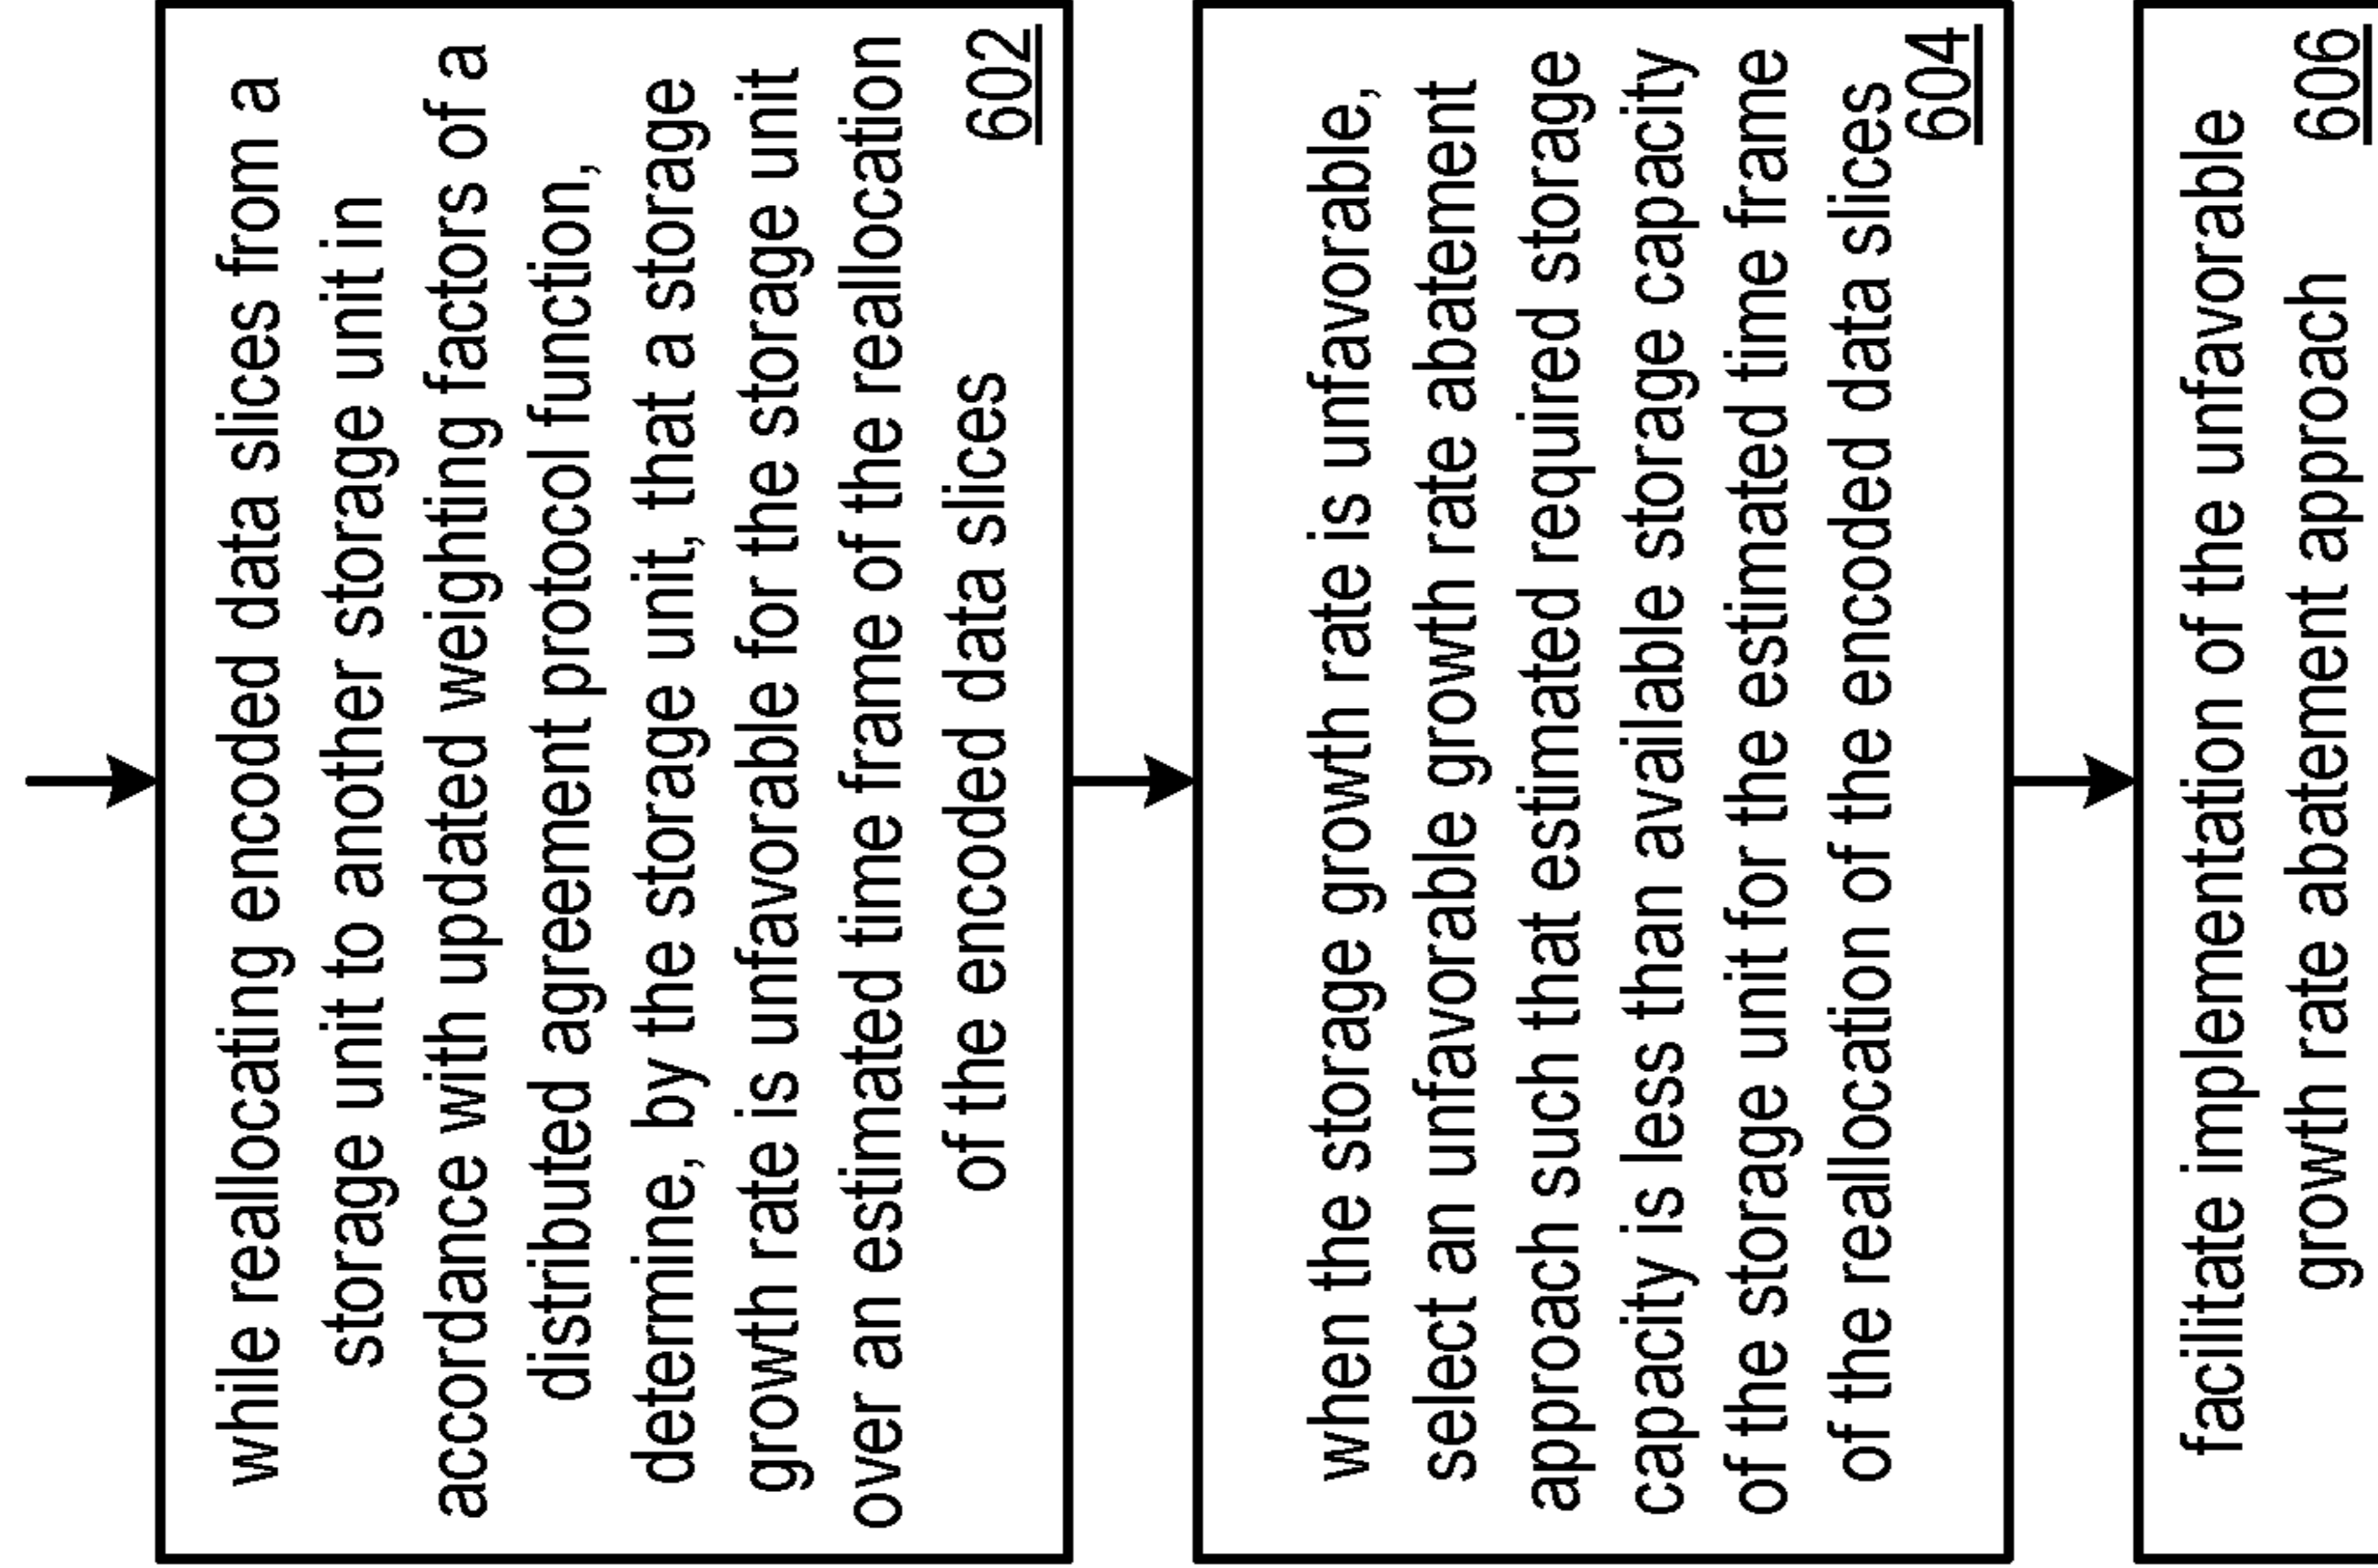 while reallocating encoded data slices from a
storage unit to another storage unit in
accordance with updated weighting factors of a
distributed agreement protocol function,
determine, by the storage unit, that a storage
growth rate is unfavorable for the storage unit
over an estimated time frame of the reallocation
of the encoded data slices
602
when the storage growth rate is unfavorable,
select an unfavorable growth rate abatement
approach such that estimated required storage
capacity is less than available storage capacity
of the storage unit for the estimated time frame
of the reallocation of the encoded data slices
604
facilitate implementation of the unfavorable
growth rate abatement approach 606